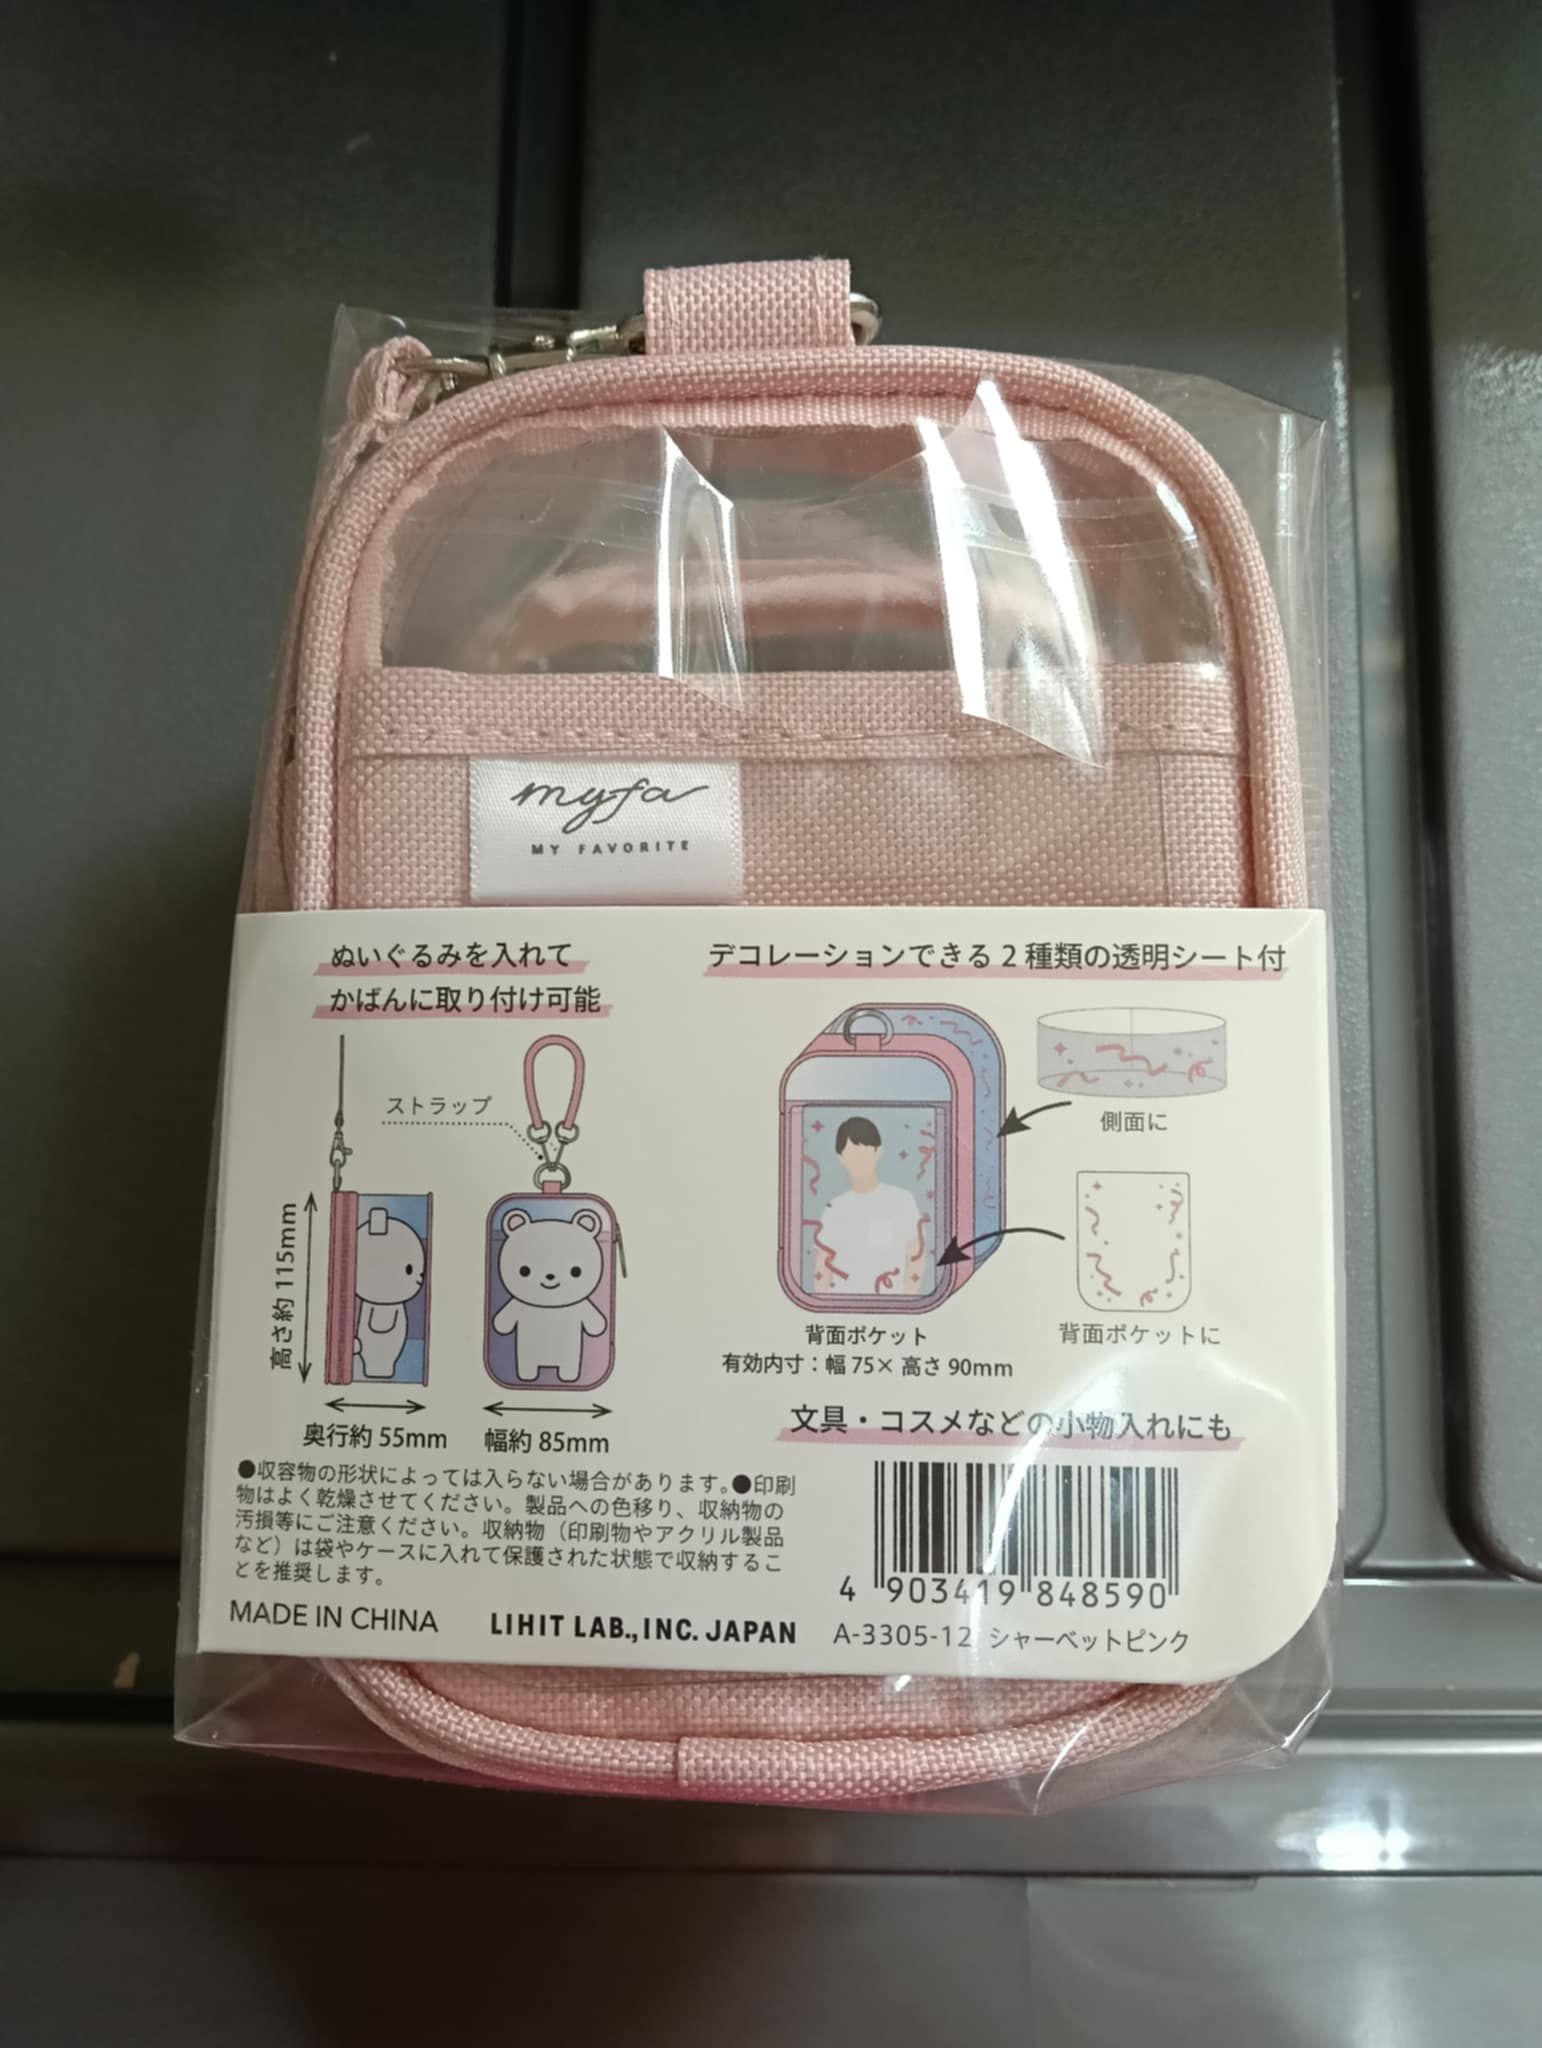 myfa
MY FAVORITE
ぬいぐるみを入れて
かばんに取り付け可能
ストラップ
高さ約115mm
奥行約55mm
幅約85mm
デコレーションできる2種類の透明シート付
側面に
背面ポケット
有効内寸：幅75×高さ90mm
背面ポケットに
文具・コスメなどの小物入れにも
●収容物の形状によっては入らない場合があります。●印刷
物はよく乾燥させてください。製品への色移り、収納物の
汚損等にご注意ください。収納物（印刷物やアクリル製品
など）は袋やケースに入れて保護された状態で収納するこ
とを推奨します。
MADE IN CHINA
LIHIT LAB.,INC. JAPAN
4 903419 848590
A-3305-12 シャーベットピンク